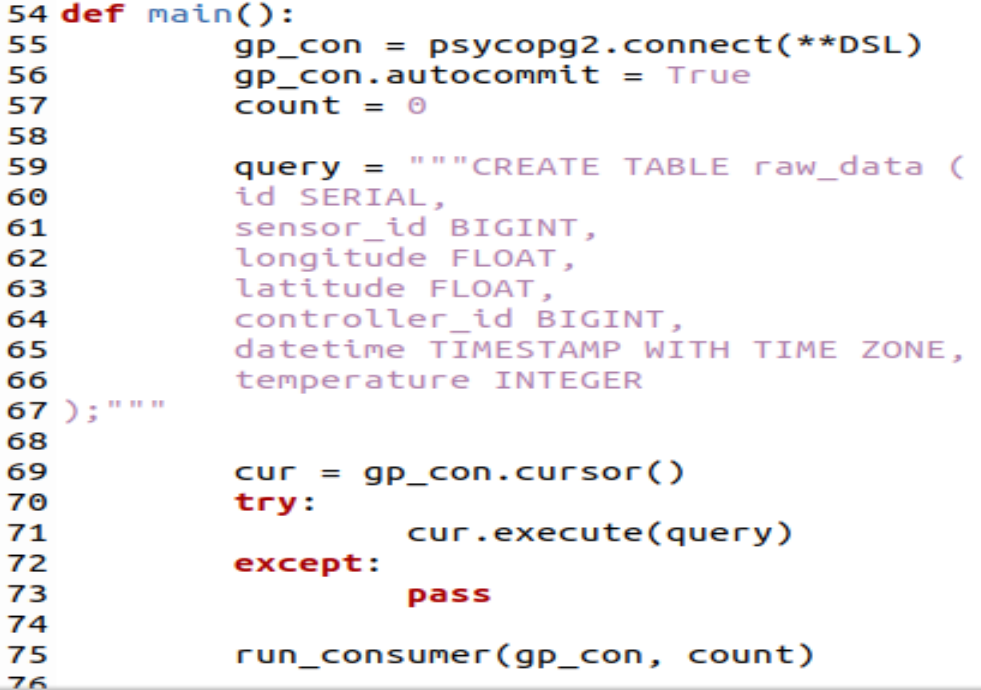 54 def main():
55         gp_con = psycopg2.connect(**DSL)
56         gp_con.autocommit = True
57         count = 0
58
59         query = """CREATE TABLE raw_data (
60         id SERIAL,
61         sensor_id BIGINT,
62         longitude FLOAT,
63         latitude FLOAT,
64         controller_id BIGINT,
65         datetime TIMESTAMP WITH TIME ZONE,
66         temperature INTEGER
67 );"""
68
69         cur = gp_con.cursor()
70         try:
71                 cur.execute(query)
72         except:
73                 pass
74
75         run_consumer(gp_con, count)
76